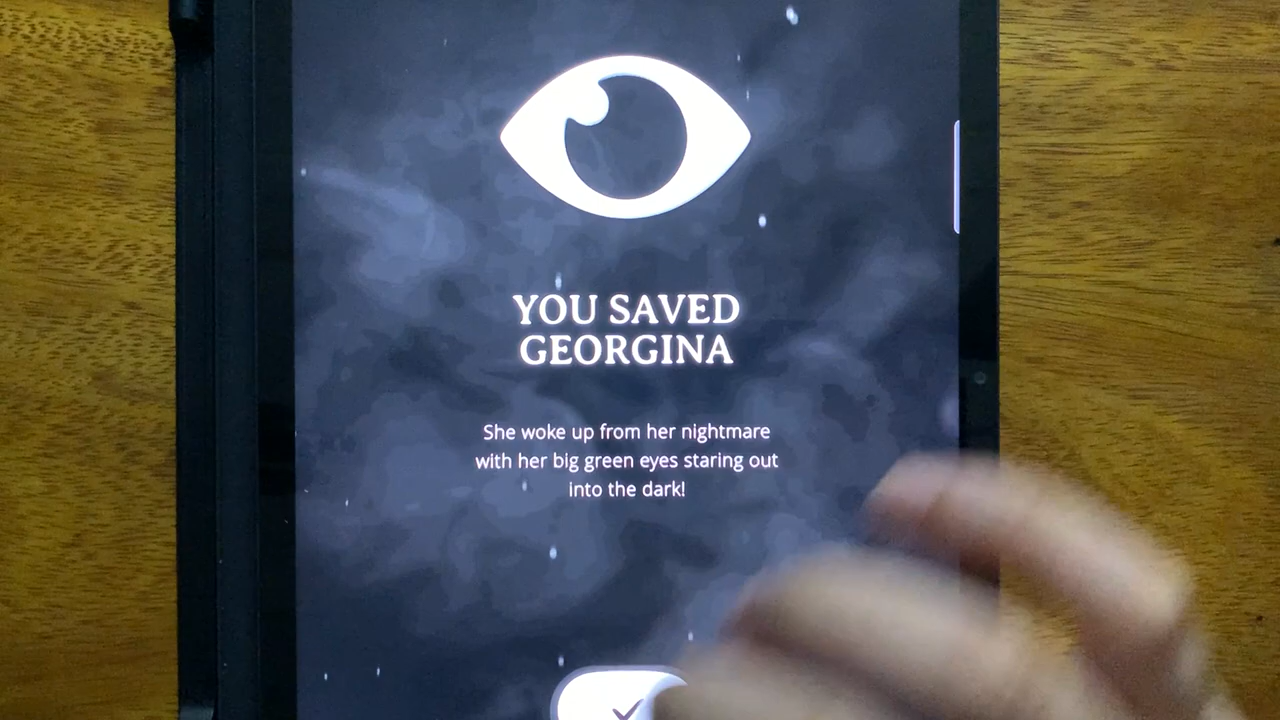 YOU SAVED
GEORGINA
She woke up from her nightmare
with her big green eyes staring out
into the dark!